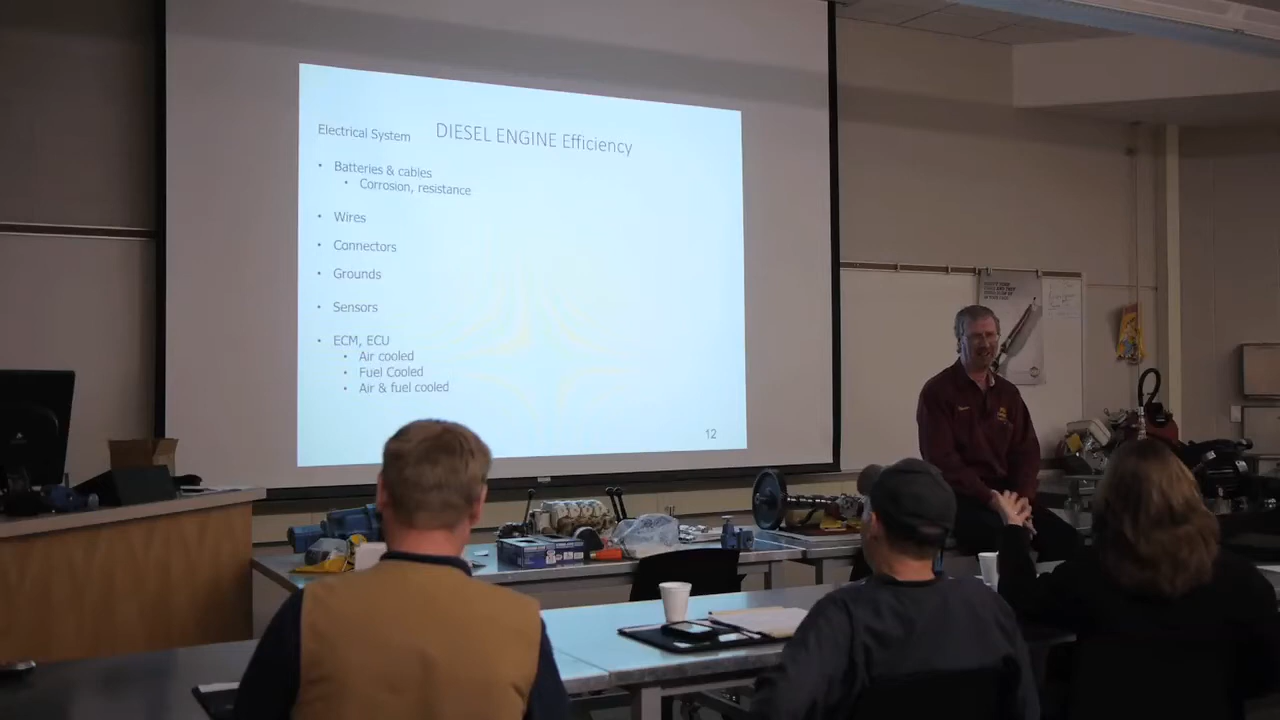 Electrical System
DIESEL ENGINE Efficiency
• Batteries & cables
• Corrosion, resistance
• Wires
• Connectors
• Grounds
• Sensors
• ECM, ECU
• Air cooled
• Fuel Cooled
• Air & fuel cooled
12